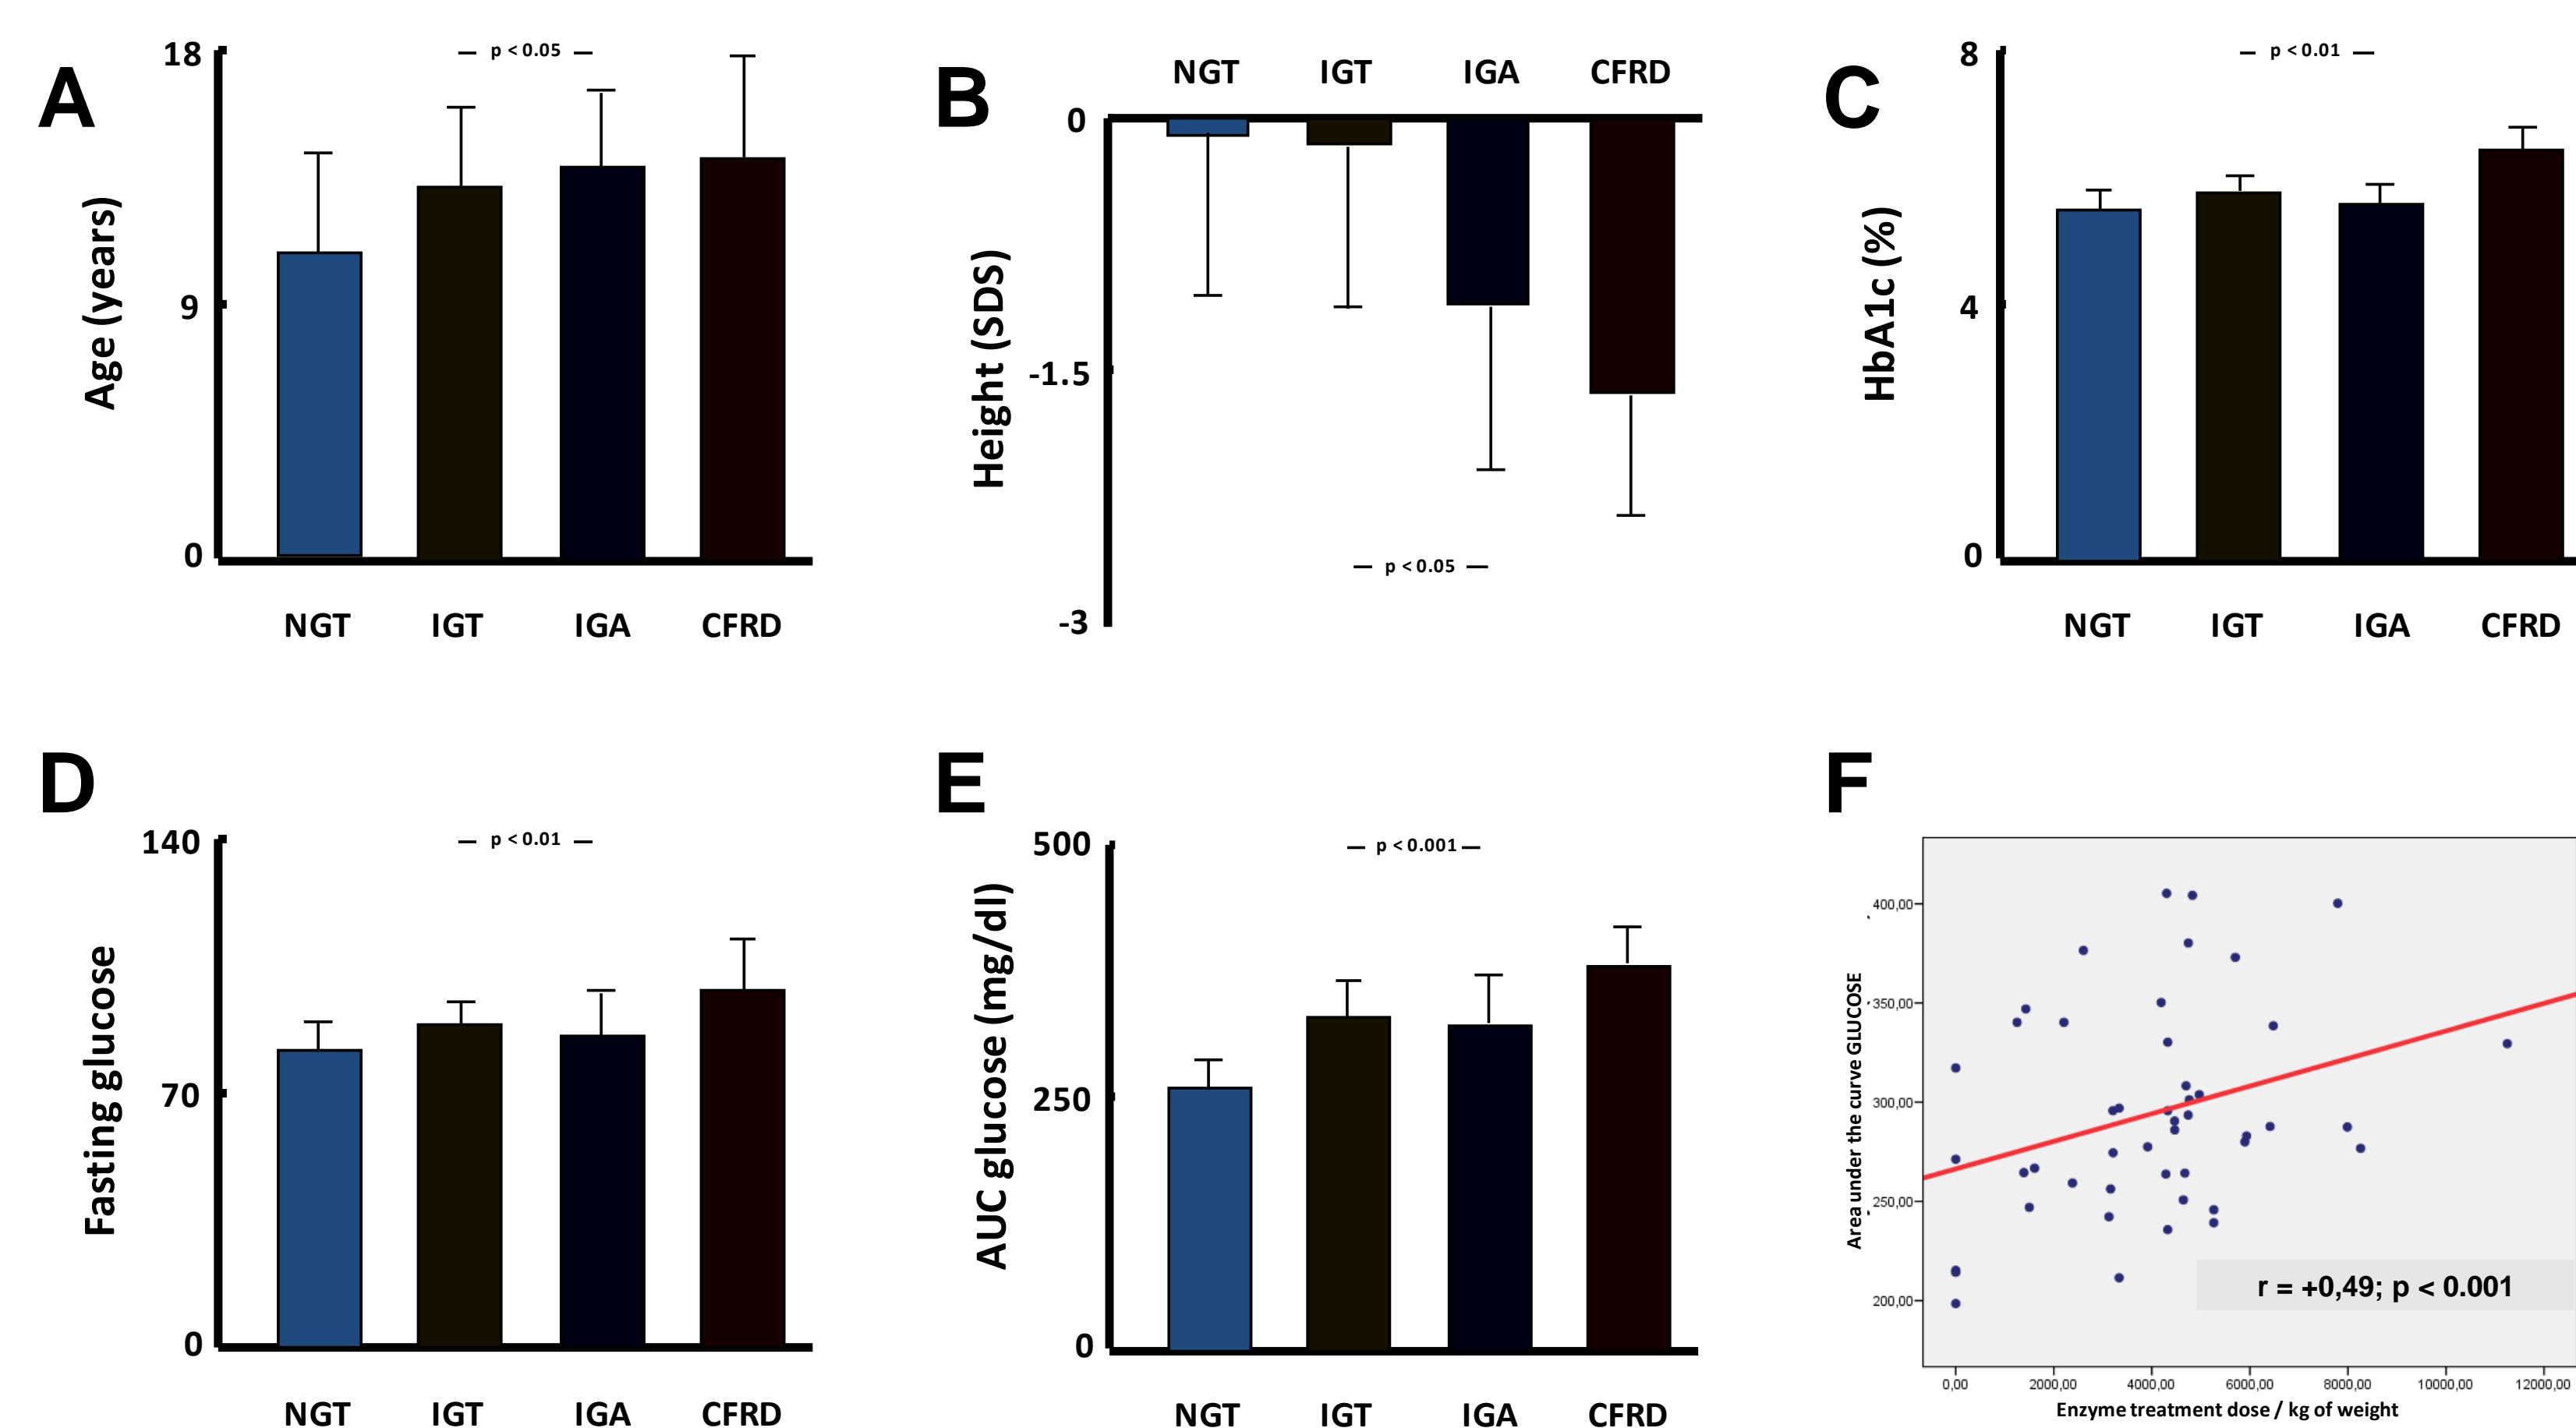 A
18
9
0
Age (years)
p < 0.05
NGT IGT IGA CFRD
B
NGT IGT IGA CFRD
0
-1.5
-3
Height (SDS)
p < 0.05
C
8
4
0
HbA1c (%)
p < 0.01
NGT IGT IGA CFRD
D
140
70
0
Fasting glucose
p < 0.01
NGT IGT IGA CFRD
E
500
250
0
AUC glucose (mg/dl)
p < 0.001
NGT IGT IGA CFRD
F
400,00
350,00
300,00
250,00
200,00
Area under the curve GLUCOSE
r = +0,49; p < 0.001
0,00 2000,00 4000,00 6000,00 8000,00 10000,00 12000,00
Enzyme treatment dose / kg of weight